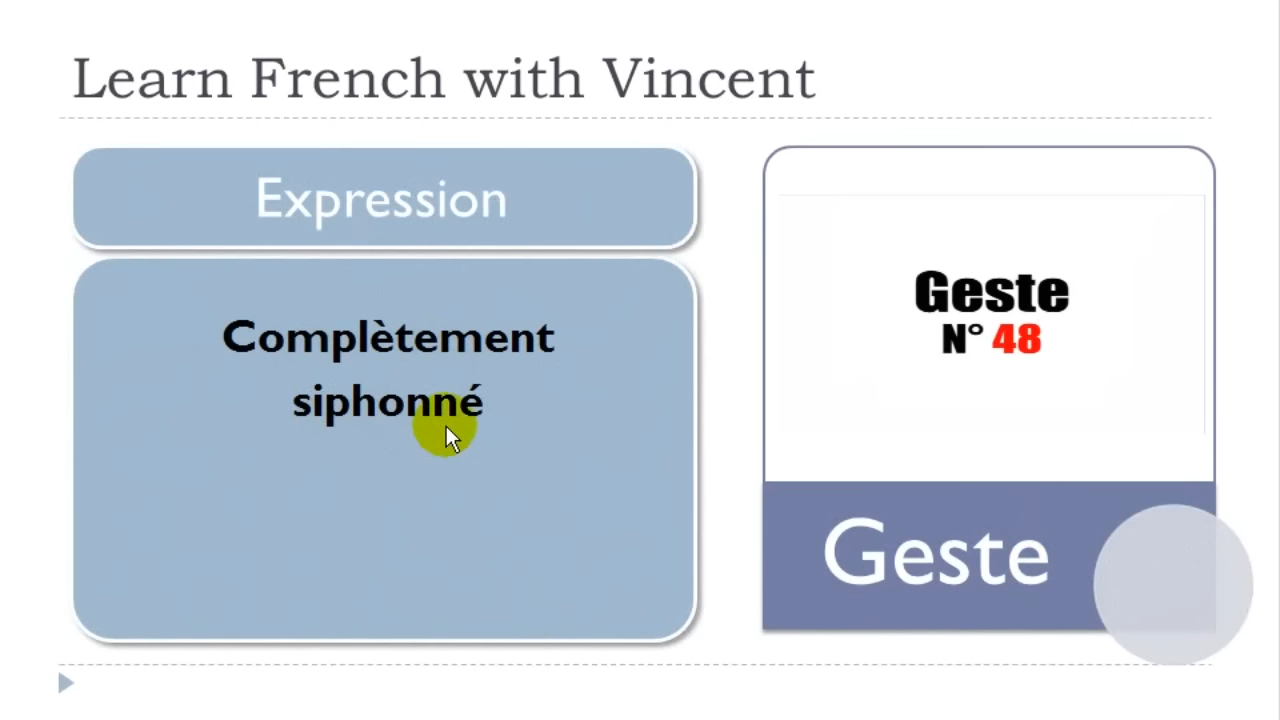 Learn French with Vincent
Expression
Complètement
siphonné
Geste
N° 48
Geste